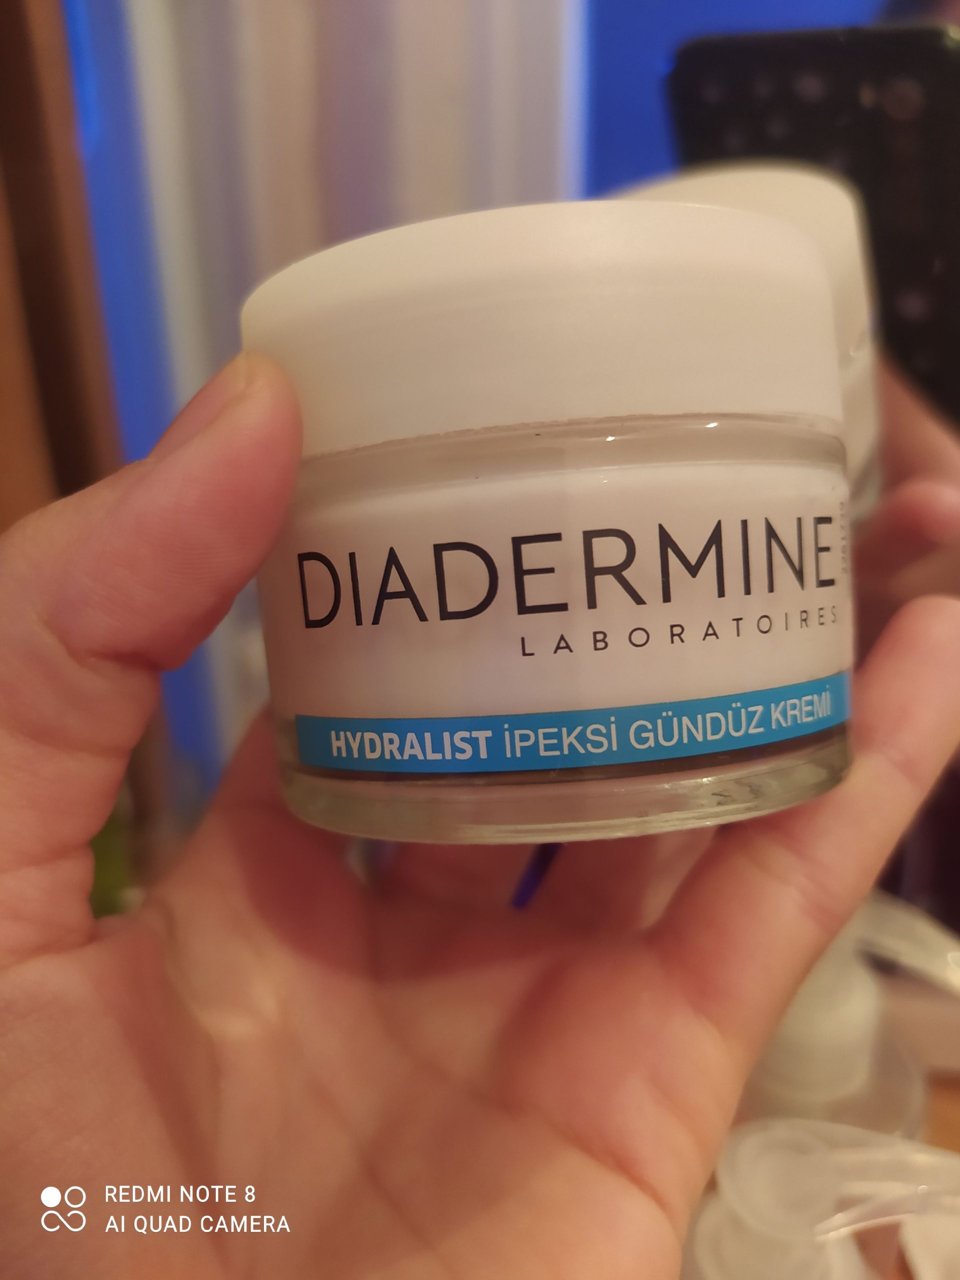 DIADERMINE
LABORATOIRES
HYDRALIST İPEKSİ GÜNDÜZ KREMİ
REDMI NOTE 8
AI QUAD CAMERA